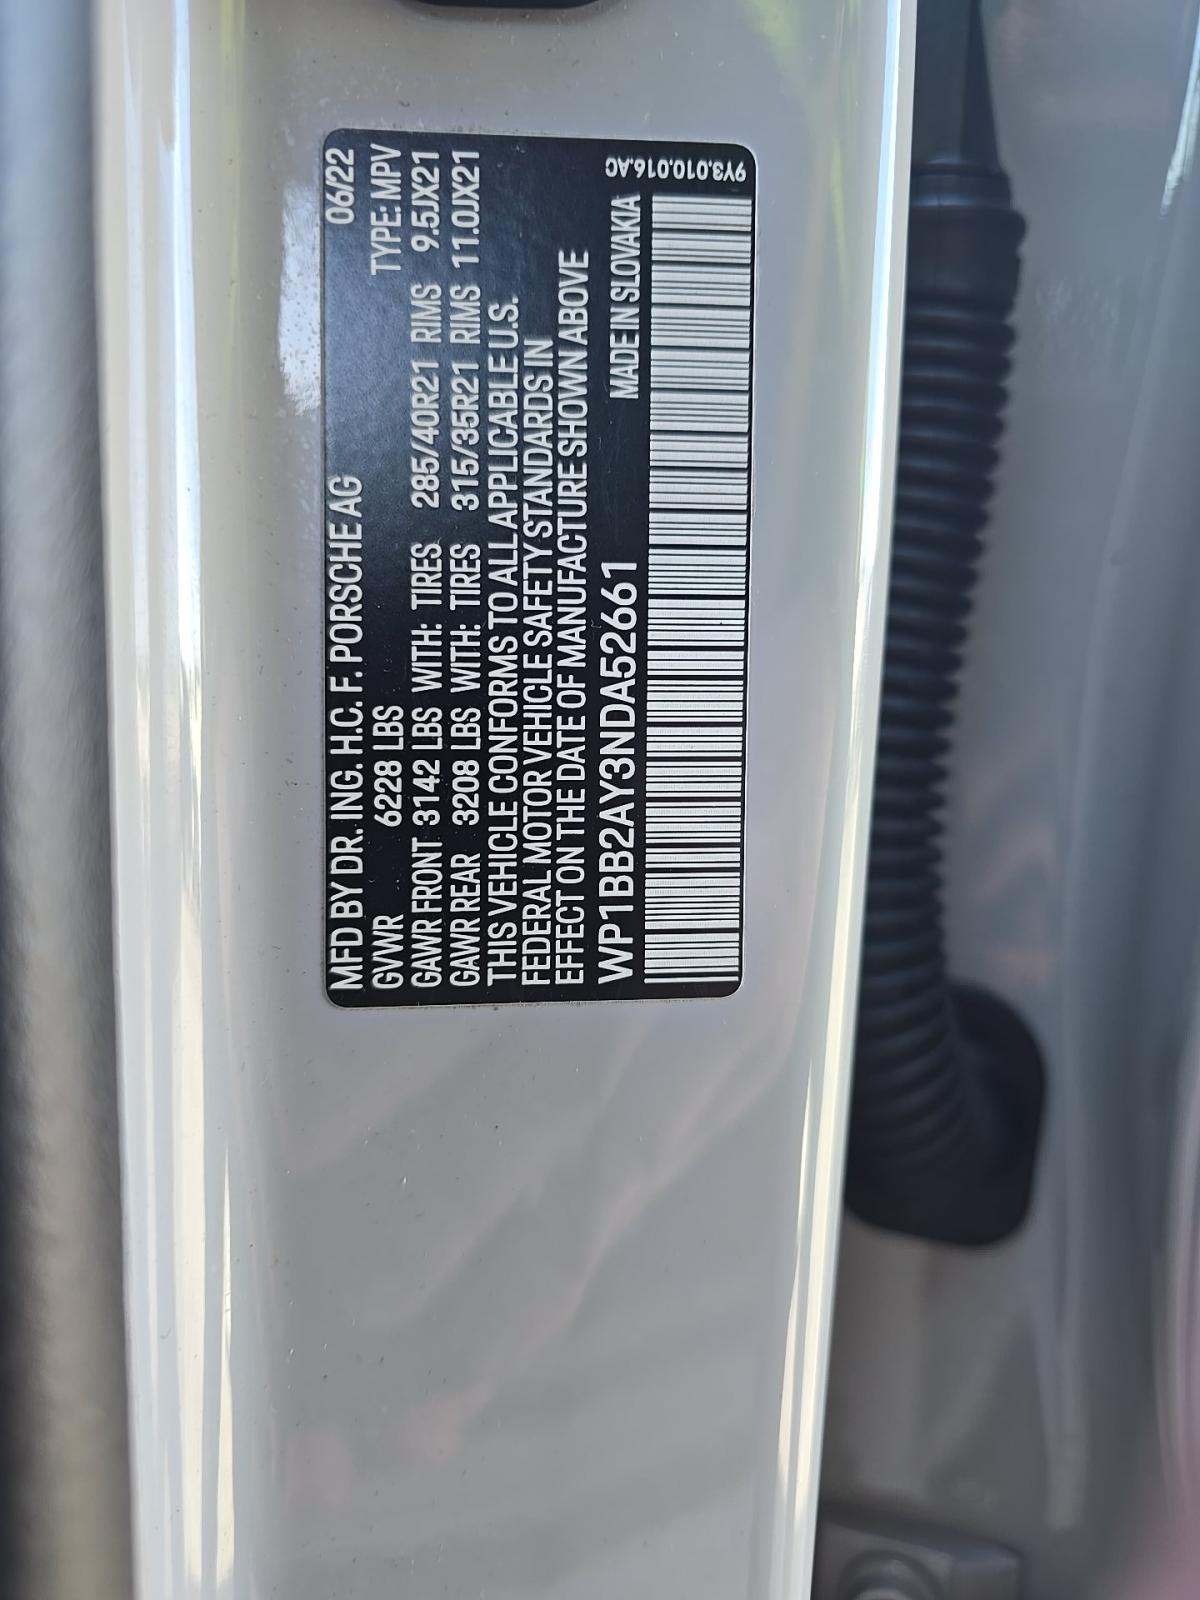 MFD BY DR. ING. H.C. F. PORSCHE AG 06/22
GVWR 6228 LBS TYPE: MPV
GAWR FRONT 3142 LBS WITH: TIRES 285/40R21 RIMS 9.5JX21
GAWR REAR 3208 LBS WITH: TIRES 315/35R21 RIMS 11.0JX21
THIS VEHICLE CONFORMS TO ALL APPLICABLE U.S.
FEDERAL MOTOR VEHICLE SAFETY STANDARDS IN
EFFECT ON THE DATE OF MANUFACTURE SHOWN ABOVE
WP1BB2AY3NDA52661 MADE IN SLOVAKIA
9Y3.010.016.AC